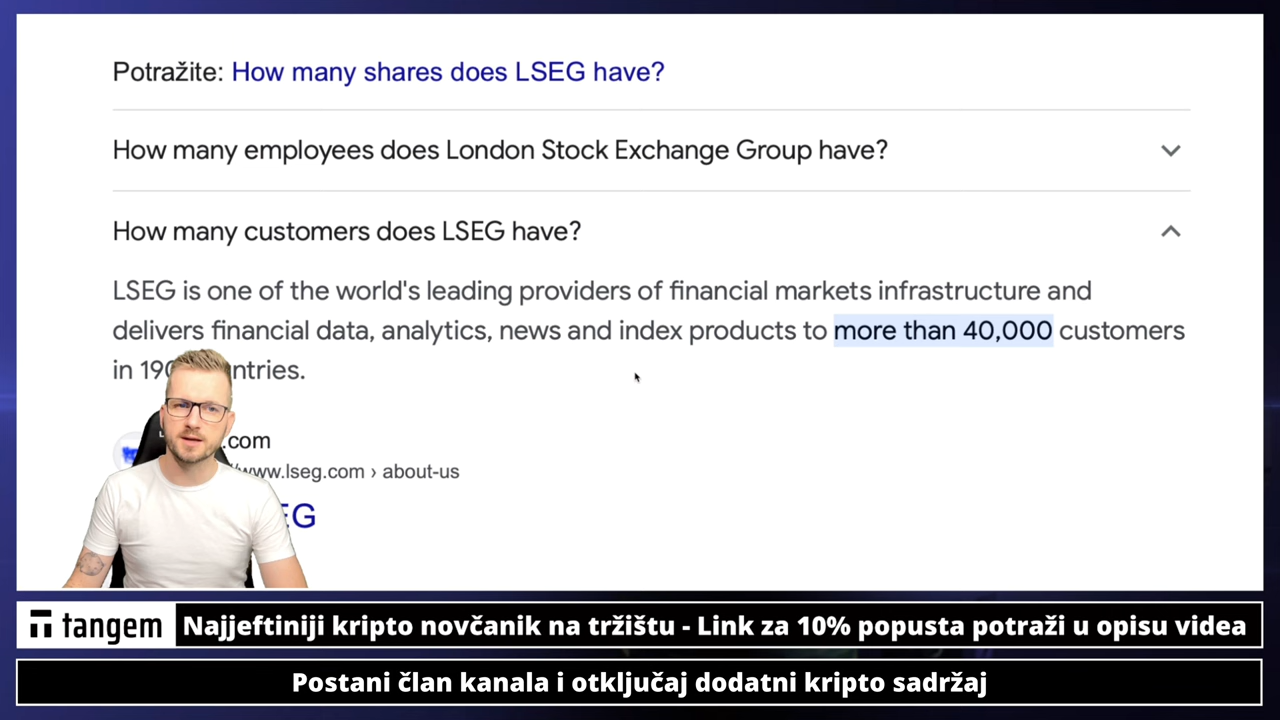 Potražite: How many shares does LSEG have?
How many employees does London Stock Exchange Group have?
How many customers does LSEG have?
LSEG is one of the world's leading providers of financial markets infrastructure and
delivers financial data, analytics, news and index products to more than 40,000 customers
in 190 ntries.
.com
www.lseg.com › about-us
EG
tangem
Najjeftiniji kripto novčanik na tržištu - Link za 10% popusta potraži u opisu videa
Postani član kanala i otključaj dodatni kripto sadržaj